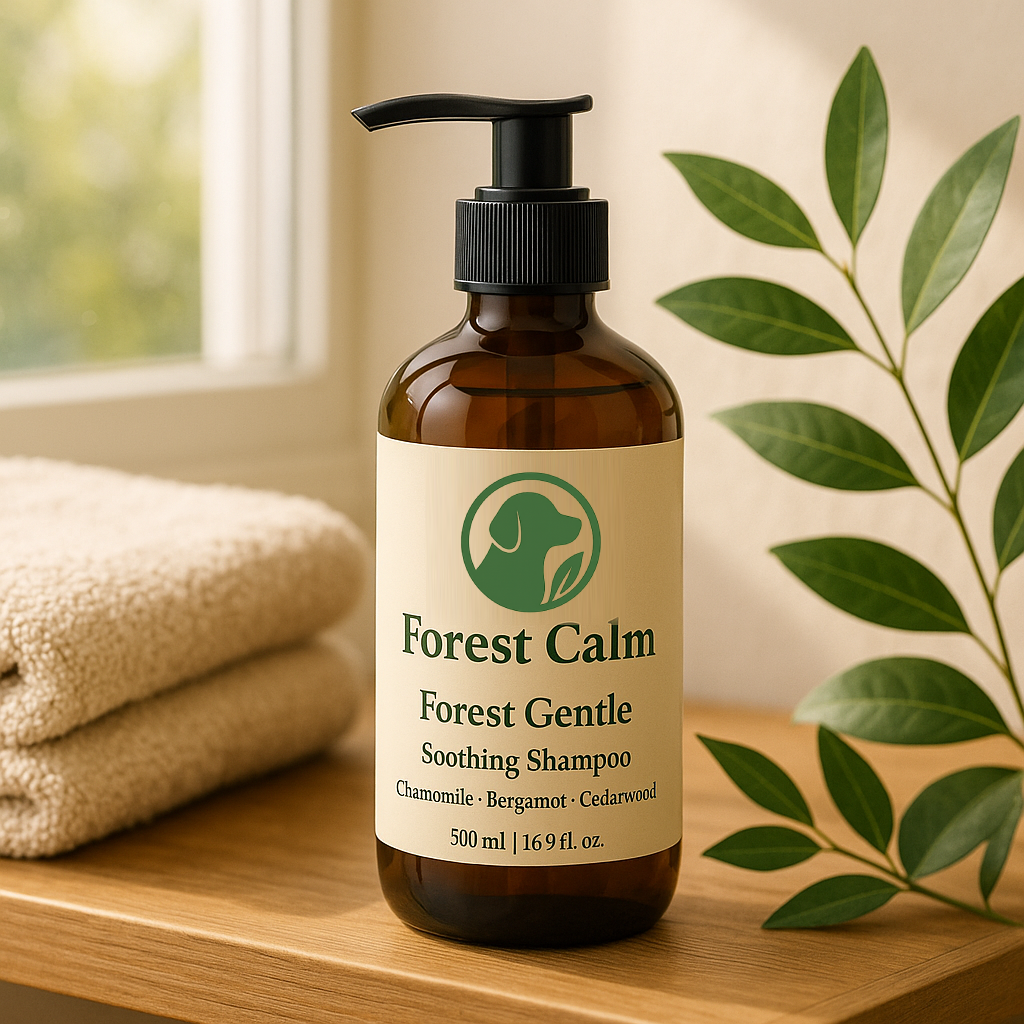 Forest Calm
Forest Gentle
Soothing Shampoo
Chamomile · Bergamot · Cedarwood
500 ml | 16 9 fl. oz.